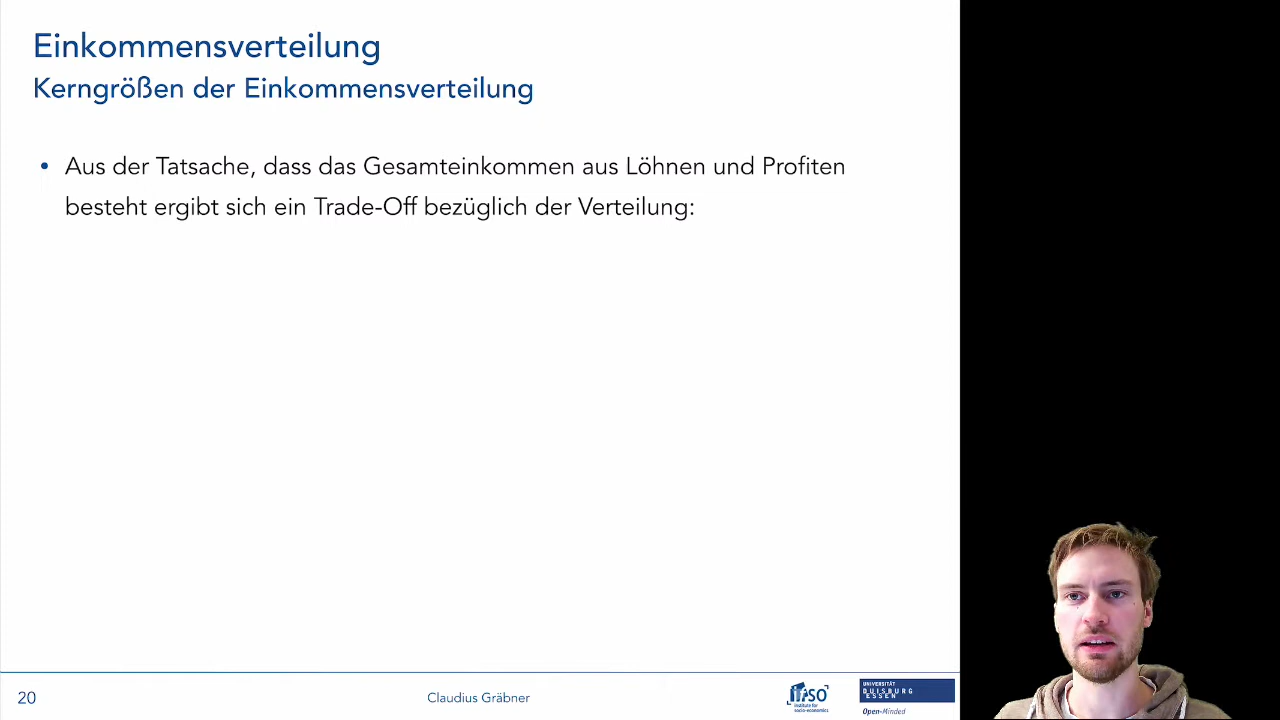 Einkommensverteilung
Kerngrößen der Einkommensverteilung
• Aus der Tatsache, dass das Gesamteinkommen aus Löhnen und Profiten
besteht ergibt sich ein Trade-Off bezüglich der Verteilung:
20
Claudius Gräbner
ifso
institute for
socio-economics
UNIVERSITÄT
DUISBURG
ESSEN
Open-Minded